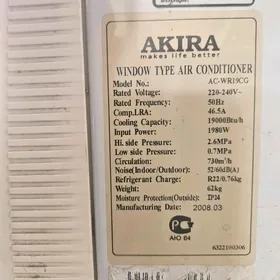 AKIRA
makes life better
WINDOW TYPE AIR CONDITIONER
Model No.: AC-WR19CG
Rated Voltage: 220-240V~
Rated Frequency: 50Hz
Comp.LRA: 46.5A
Cooling Capacity: 19000Btu/h
Input Power: 1980W
Hi. side Pressure: 2.6MPa
Low side Pressure: 0.7MPa
Circulation: 730m³/h
Noise(Indoor/Outdoor): 52/60dB(A)
Refrigerant Charge: R22/0.76kg
Weight: 62kg
Moisture Protection(Outside): IP24
Manufacturing Date: 2008.03
АЮ 64
6322180306